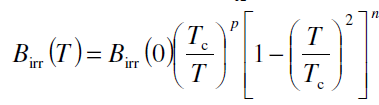 B_irr(T) = B_irr(0)(T_c/T)^p[1−(T/T_c)^2]^n